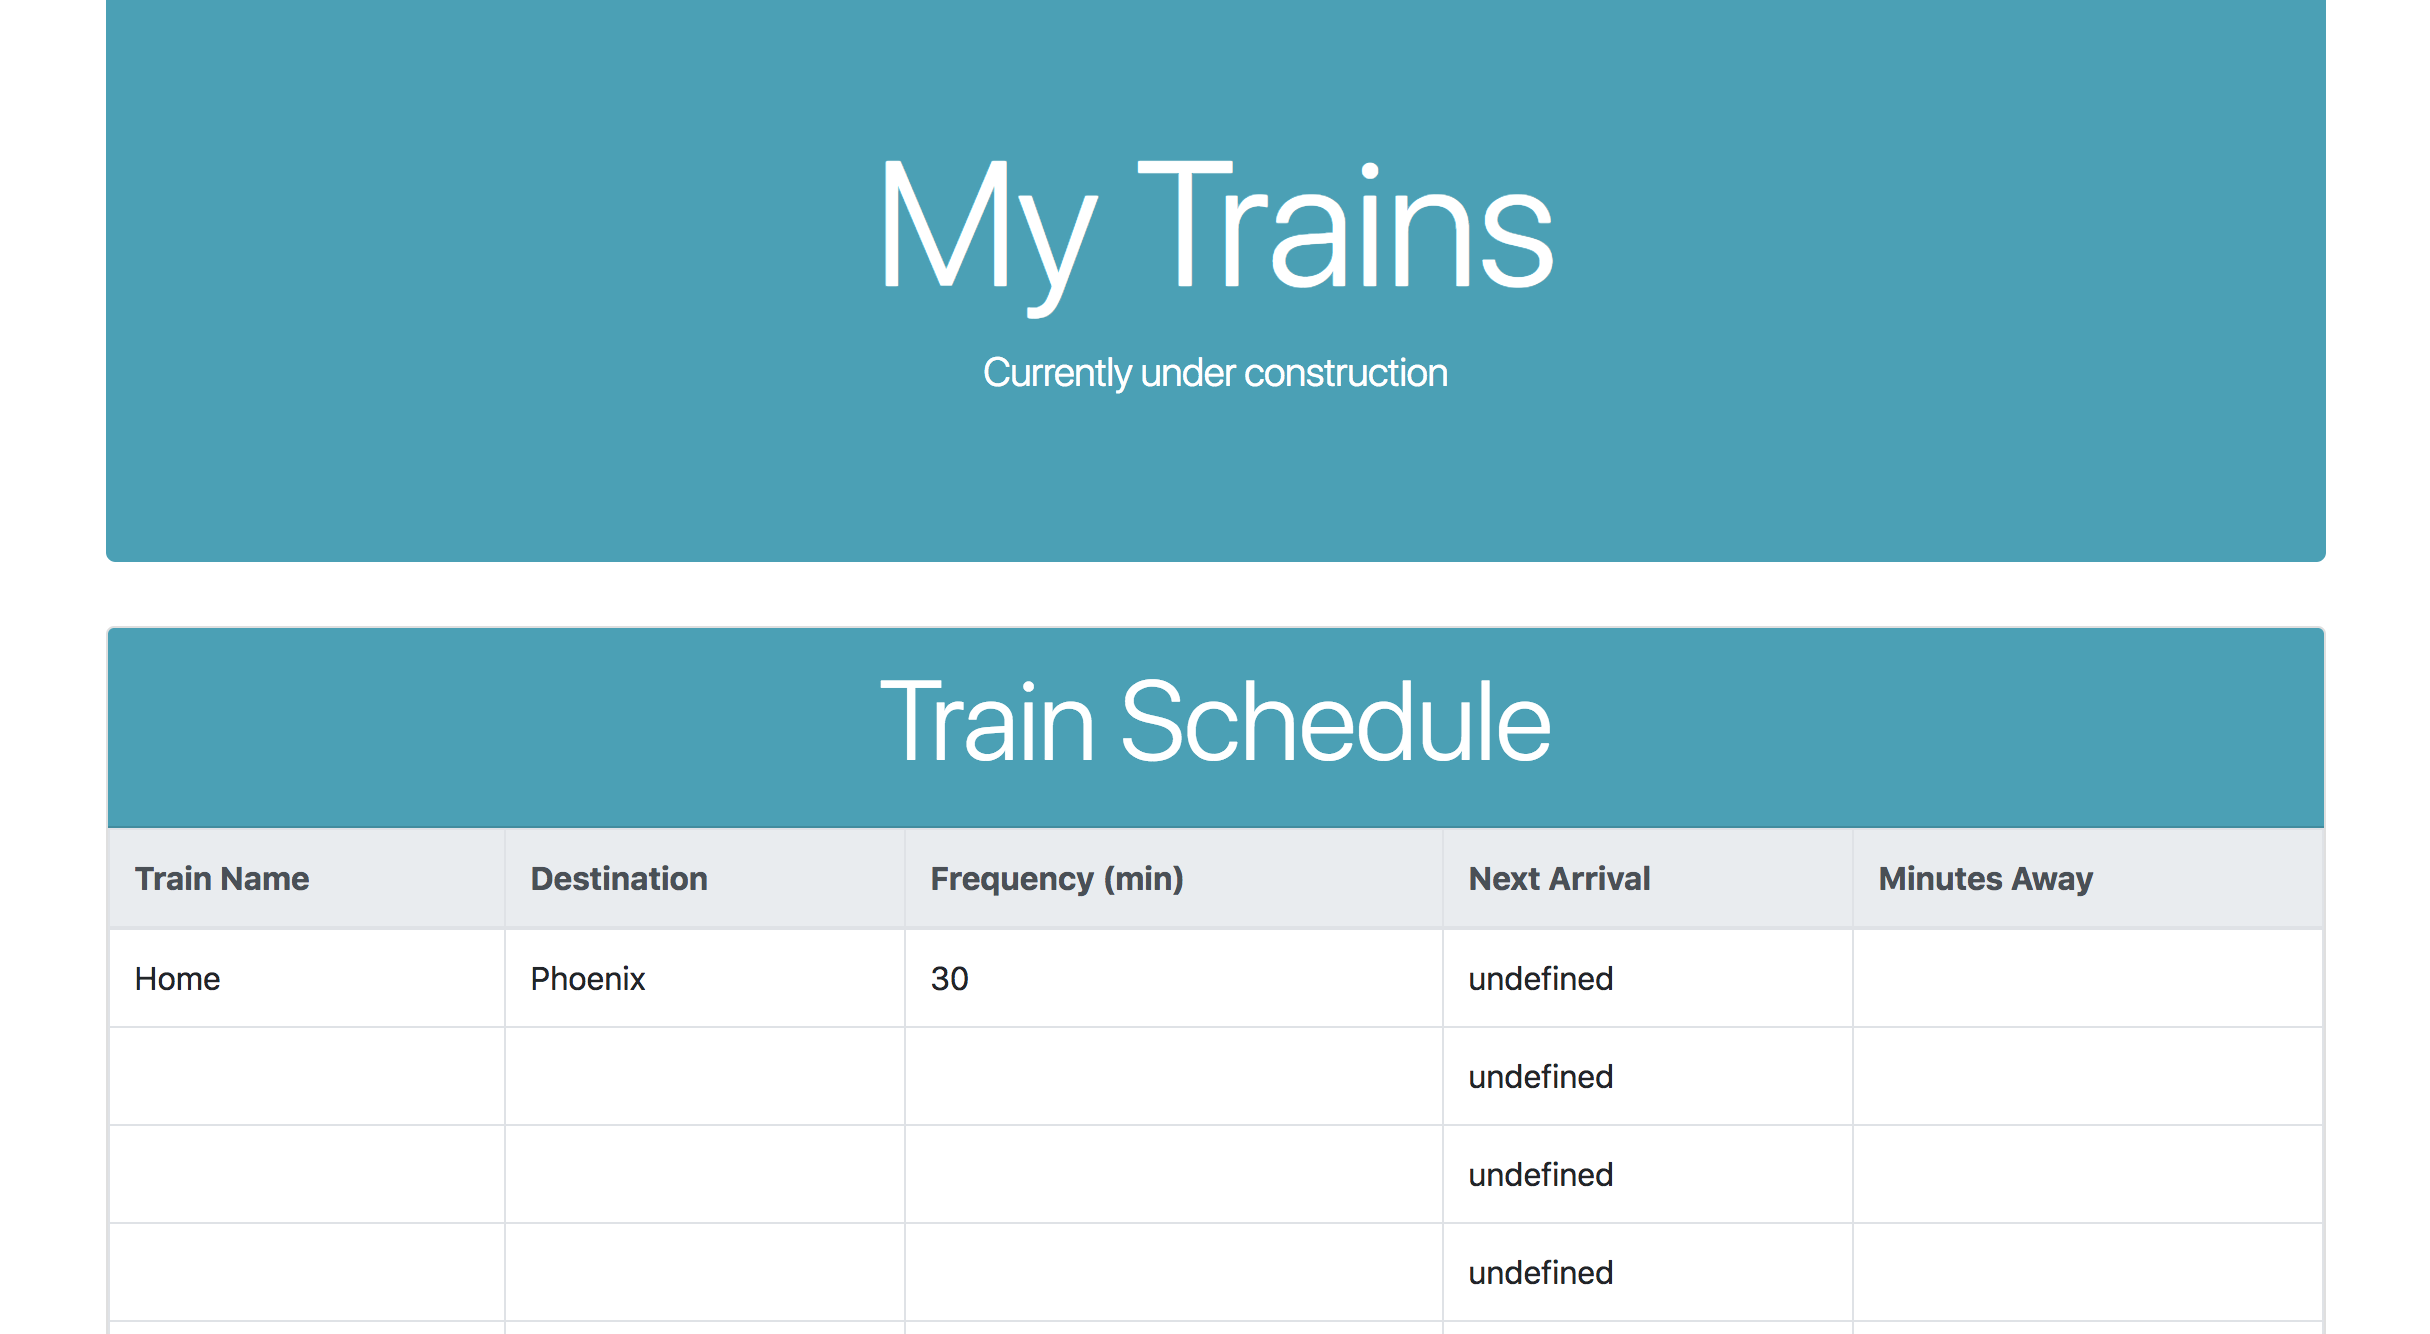 My Trains
Currently under construction
Train Schedule
Train Name Destination Frequency (min) Next Arrival Minutes Away
Home Phoenix 30 undefined
undefined
undefined
undefined